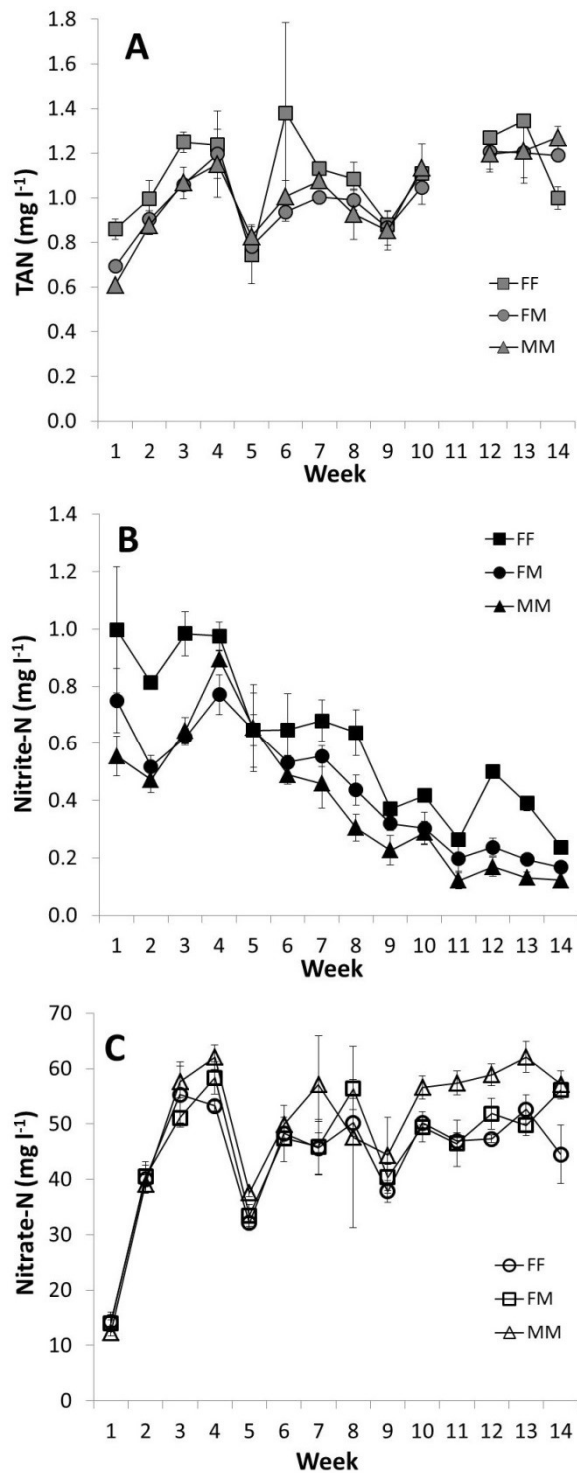 A
TAN (mg l-1)
1.8
1.6
1.4
1.2
1.0
0.8
0.6
0.4
0.2
0.0
FF
FM
MM
1 2 3 4 5 6 7 8 9 10 11 12 13 14
Week
B
Nitrite-N (mg l-1)
1.4
1.2
1.0
0.8
0.6
0.4
0.2
0.0
FF
FM
MM
1 2 3 4 5 6 7 8 9 10 11 12 13 14
Week
C
Nitrate-N (mg l-1)
70
60
50
40
30
20
10
0
FF
FM
MM
1 2 3 4 5 6 7 8 9 10 11 12 13 14
Week